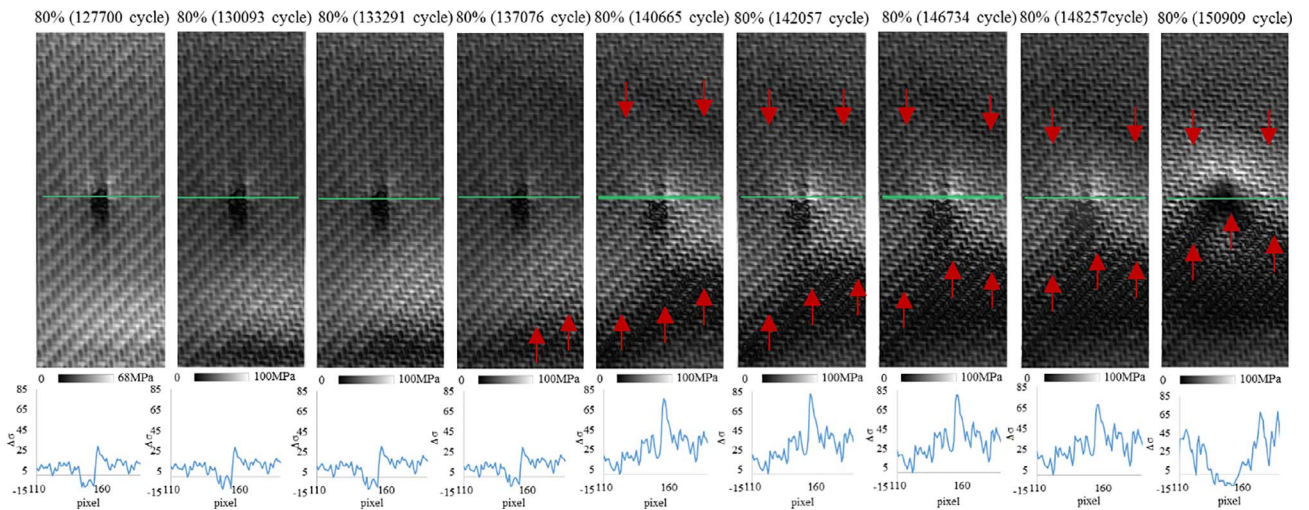 80% (127700 cycle) 80% (130093 cycle) 80% (133291 cycle) 80% (137076 cycle) 80% (140665 cycle) 80% (142057 cycle) 80% (146734 cycle) 80% (148257cycle) 80% (150909 cycle)
0 68MPa 0 100MPa 0 100MPa 0 100MPa 0 100MPa 0 100MPa 0 100MPa 0 100MPa 0 100MPa
85 85 85 85 85 85 85 85 85
65 65 65 65 65 65 65 65 65
Δσ 45 Δσ 45 Δσ 45 Δσ 45 Δσ 45 Δσ 45 Δσ 45 Δσ 45 Δσ 45
25 25 25 25 25 25 25 25 25
5 5 5 5 5 5 5 5 5
-15 110 160 -15 110 160 -15 110 160 -15 110 160 -15 110 160 -15 110 160 -15 110 160 -15 110 160 -15 110 160
pixel pixel pixel pixel pixel pixel pixel pixel pixel